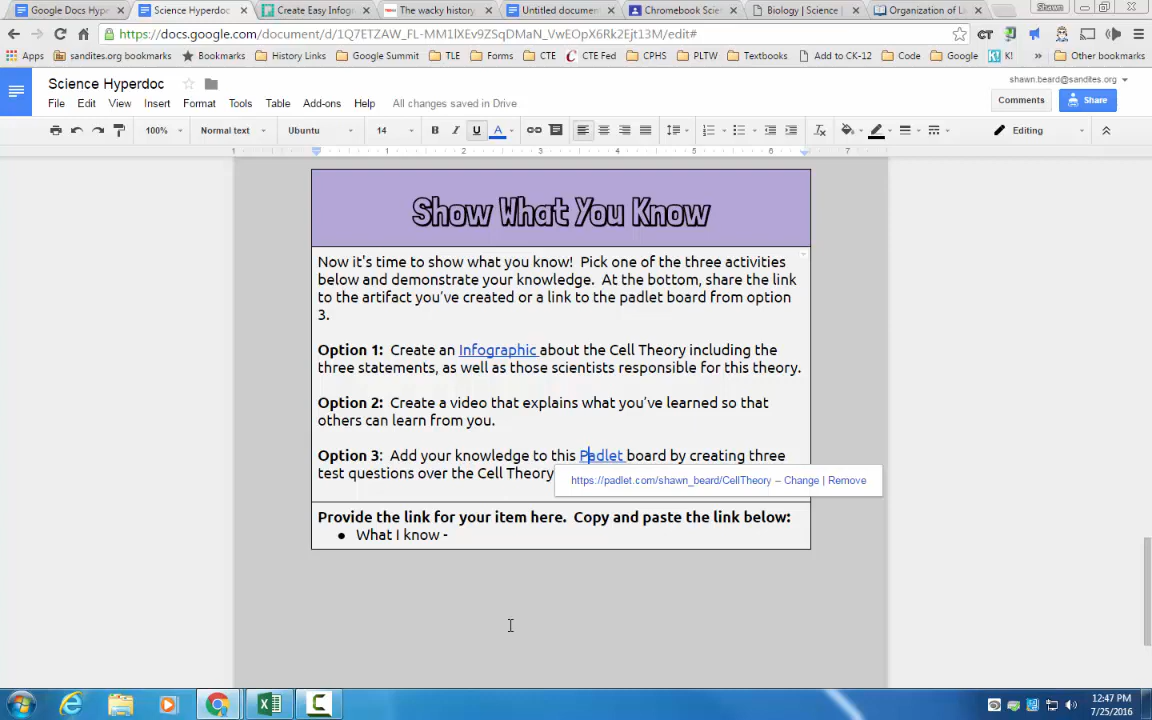 Google Docs Hype
Science Hyperdoc
Create Easy Infogr
The wacky history
Untitled documen
Chromebook Scie
Biology | Science |
Organization of L
Shawn
https://docs.google.com/document/d/1Q7ETZAW_FL-MM1lXEv9ZSqDMaN_VwEOpX6Rk2Ejt13M/edit#
Apps
sandites.org bookmarks
Bookmarks
History Links
Google Summit
TLE
Forms
CTE
CTE Fed
CPHS
PLTW
Textbooks
Add to CK-12
Code
Google
K!
»
Other bookmarks
Science Hyperdoc
shawn.beard@sandites.org
File Edit View Insert Format Tools Table Add-ons Help All changes saved in Drive
Comments
Share
100% Normal text Ubuntu 14 B I U A Editing
1 1 2 3 4 5 6 7
Show What You Know
Now it's time to show what you know! Pick one of the three activities
below and demonstrate your knowledge. At the bottom, share the link
to the artifact you've created or a link to the padlet board from option
3.
Option 1: Create an Infographic about the Cell Theory including the
three statements, as well as those scientists responsible for this theory.
Option 2: Create a video that explains what you've learned so that
others can learn from you.
Option 3: Add your knowledge to this Padlet board by creating three
test questions over the Cell Theory
https://padlet.com/shawn_beard/CellTheory – Change | Remove
Provide the link for your item here. Copy and paste the link below:
● What I know -
12:47 PM
7/25/2016